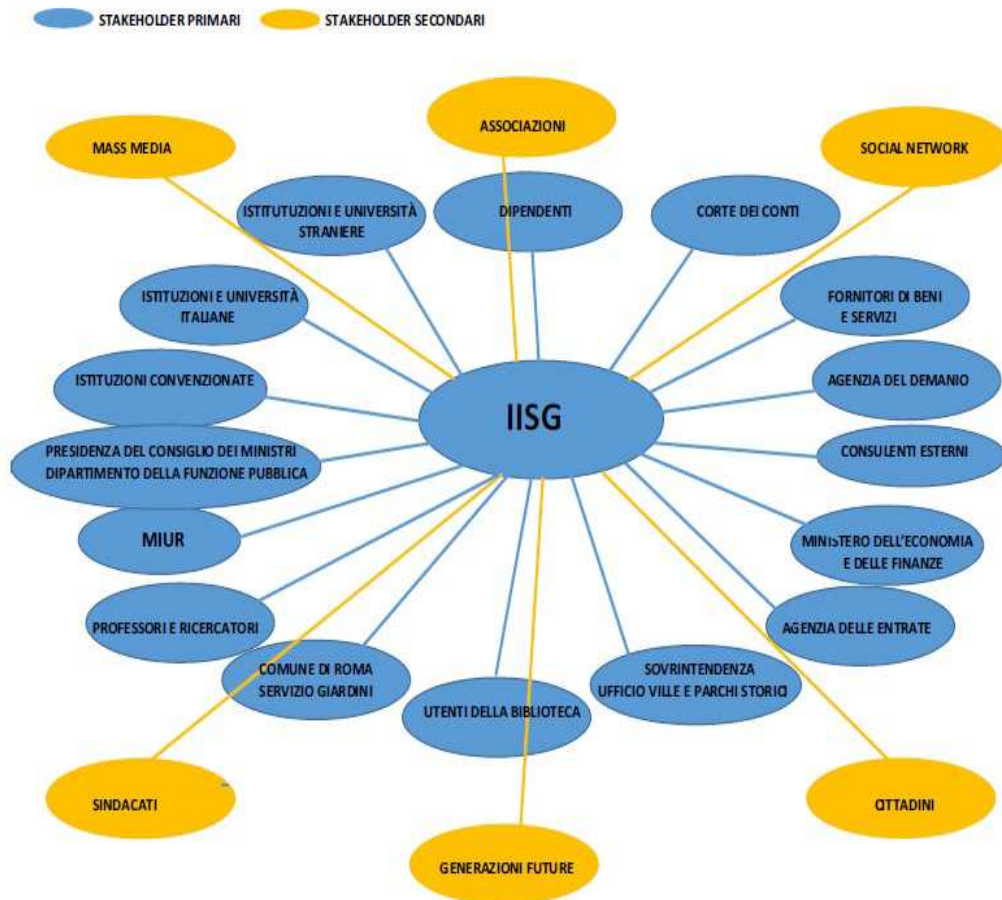 STAKEHOLDER PRIMARI
STAKEHOLDER SECONDARI
ASSOCIAZIONI
MASS MEDIA
SOCIAL NETWORK
ISTITUTUZIONI E UNIVERSITÀ
STRANIERE
DIPENDENTI
CORTE DEI CONTI
ISTITUZIONI E UNIVERSITÀ
ITALIANE
FORNITORI DI BENI
E SERVIZI
ISTITUZIONI CONVENZIONATE
IISG
AGENZIA DEL DEMANIO
PRESIDENZA DEL CONSIGLIO DEI MINISTRI
DIPARTIMENTO DELLA FUNZIONE PUBBLICA
CONSULENTI ESTERNI
MIUR
MINISTERO DELL'ECONOMIA
E DELLE FINANZE
PROFESSORI E RICERCATORI
AGENZIA DELLE ENTRATE
COMUNE DI ROMA
SERVIZIO GIARDINI
SOVRINTENDENZA
UFFICIO VILLE E PARCHI STORICI
UTENTI DELLA BIBLIOTECA
SINDACATI
CITTADINI
GENERAZIONI FUTURE